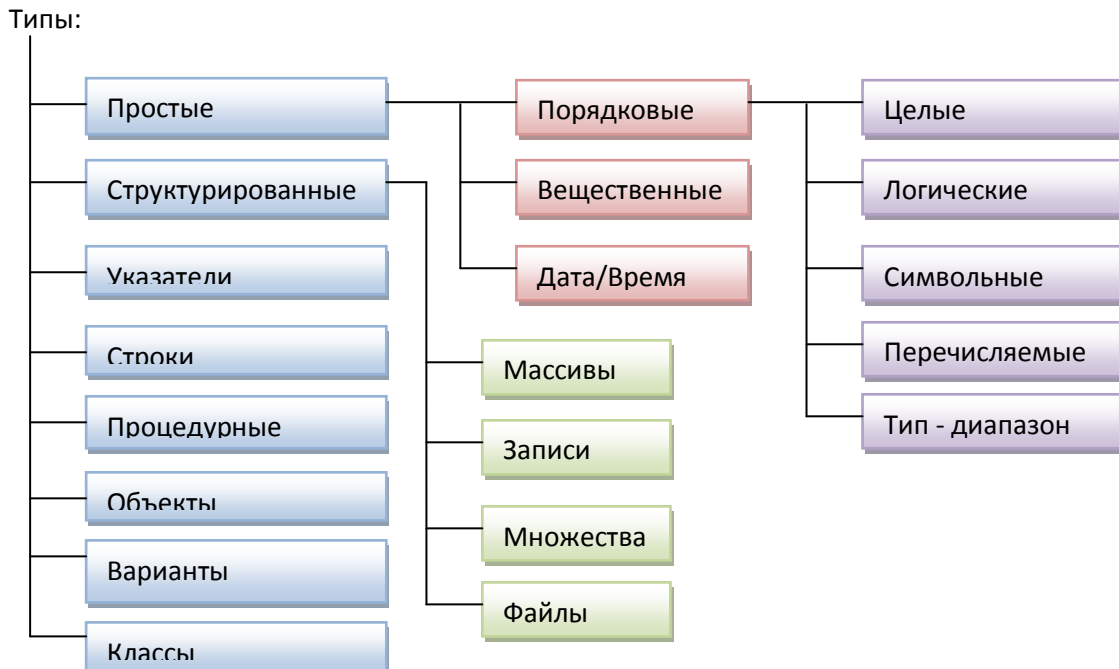 Типы:
Простые
Порядковые
Целые
Структурированные
Вещественные
Логические
Указатели
Дата/Время
Символьные
Строки
Массивы
Перечисляемые
Процедурные
Записи
Тип - диапазон
Объекты
Множества
Варианты
Файлы
Классы